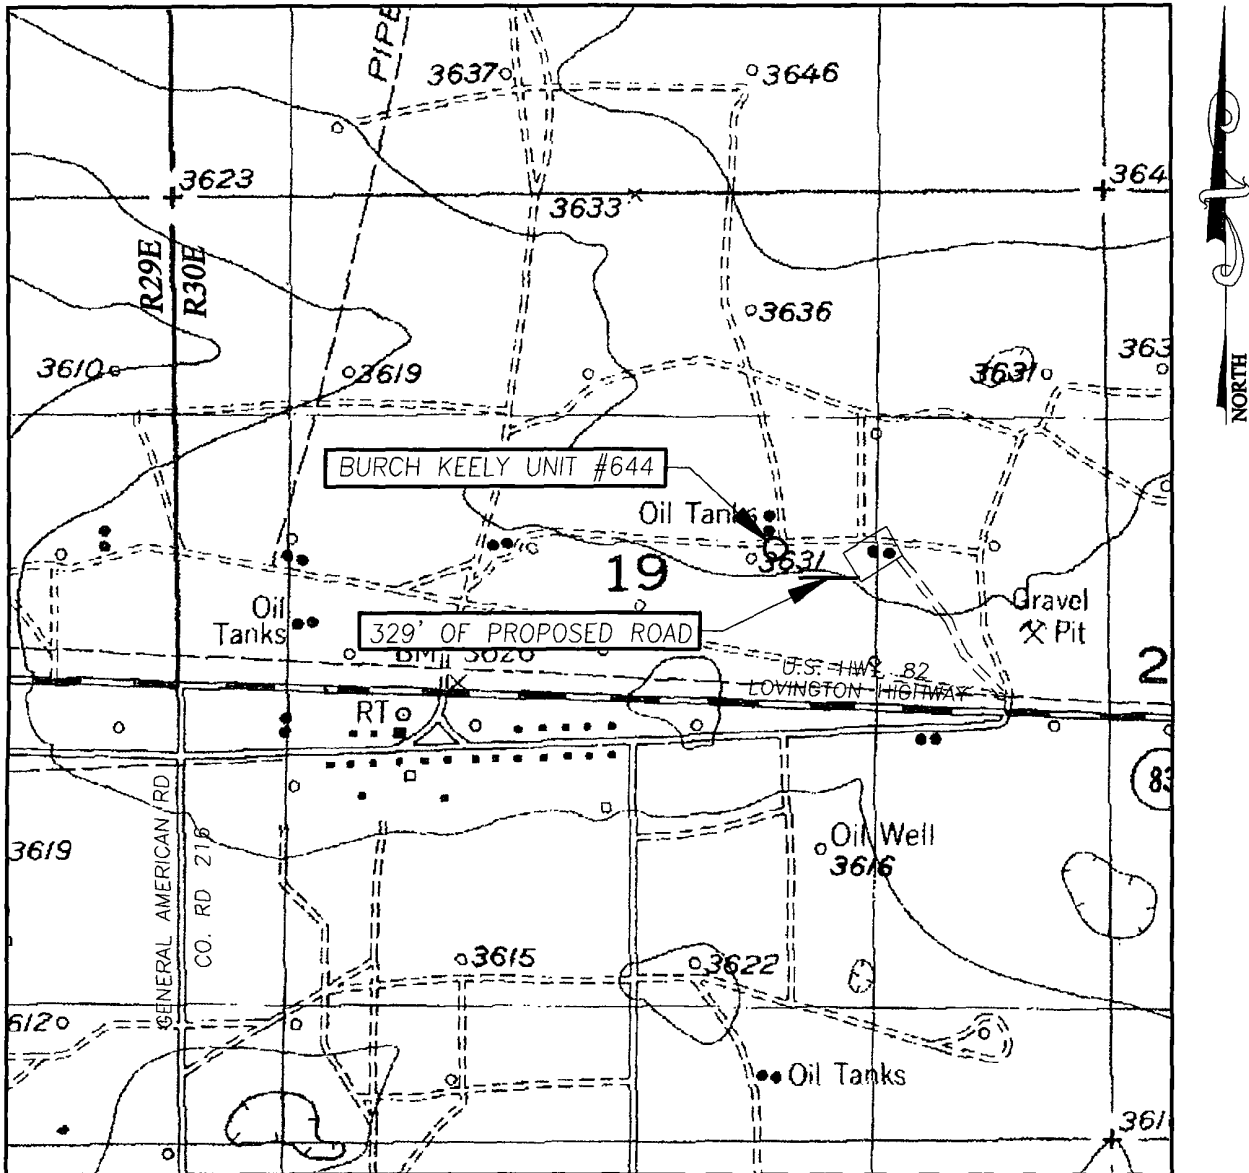 PIPE
3637
3646
3623
3633
364
R29E
R30E
3636
3610
3619
3631
363
NORTH
BURCH KEELY UNIT #644
Oil Tanks
3631
19
Oil
Tanks
Gravel
Pit
329' OF PROPOSED ROAD
BM 3626
U.S. HWY. 82
LOVINGTON HIGHWAY
2
RT
83
GENERAL AMERICAN RD
CO. RD 216
3619
Oil Well
3616
3615
3622
612
Oil Tanks
361